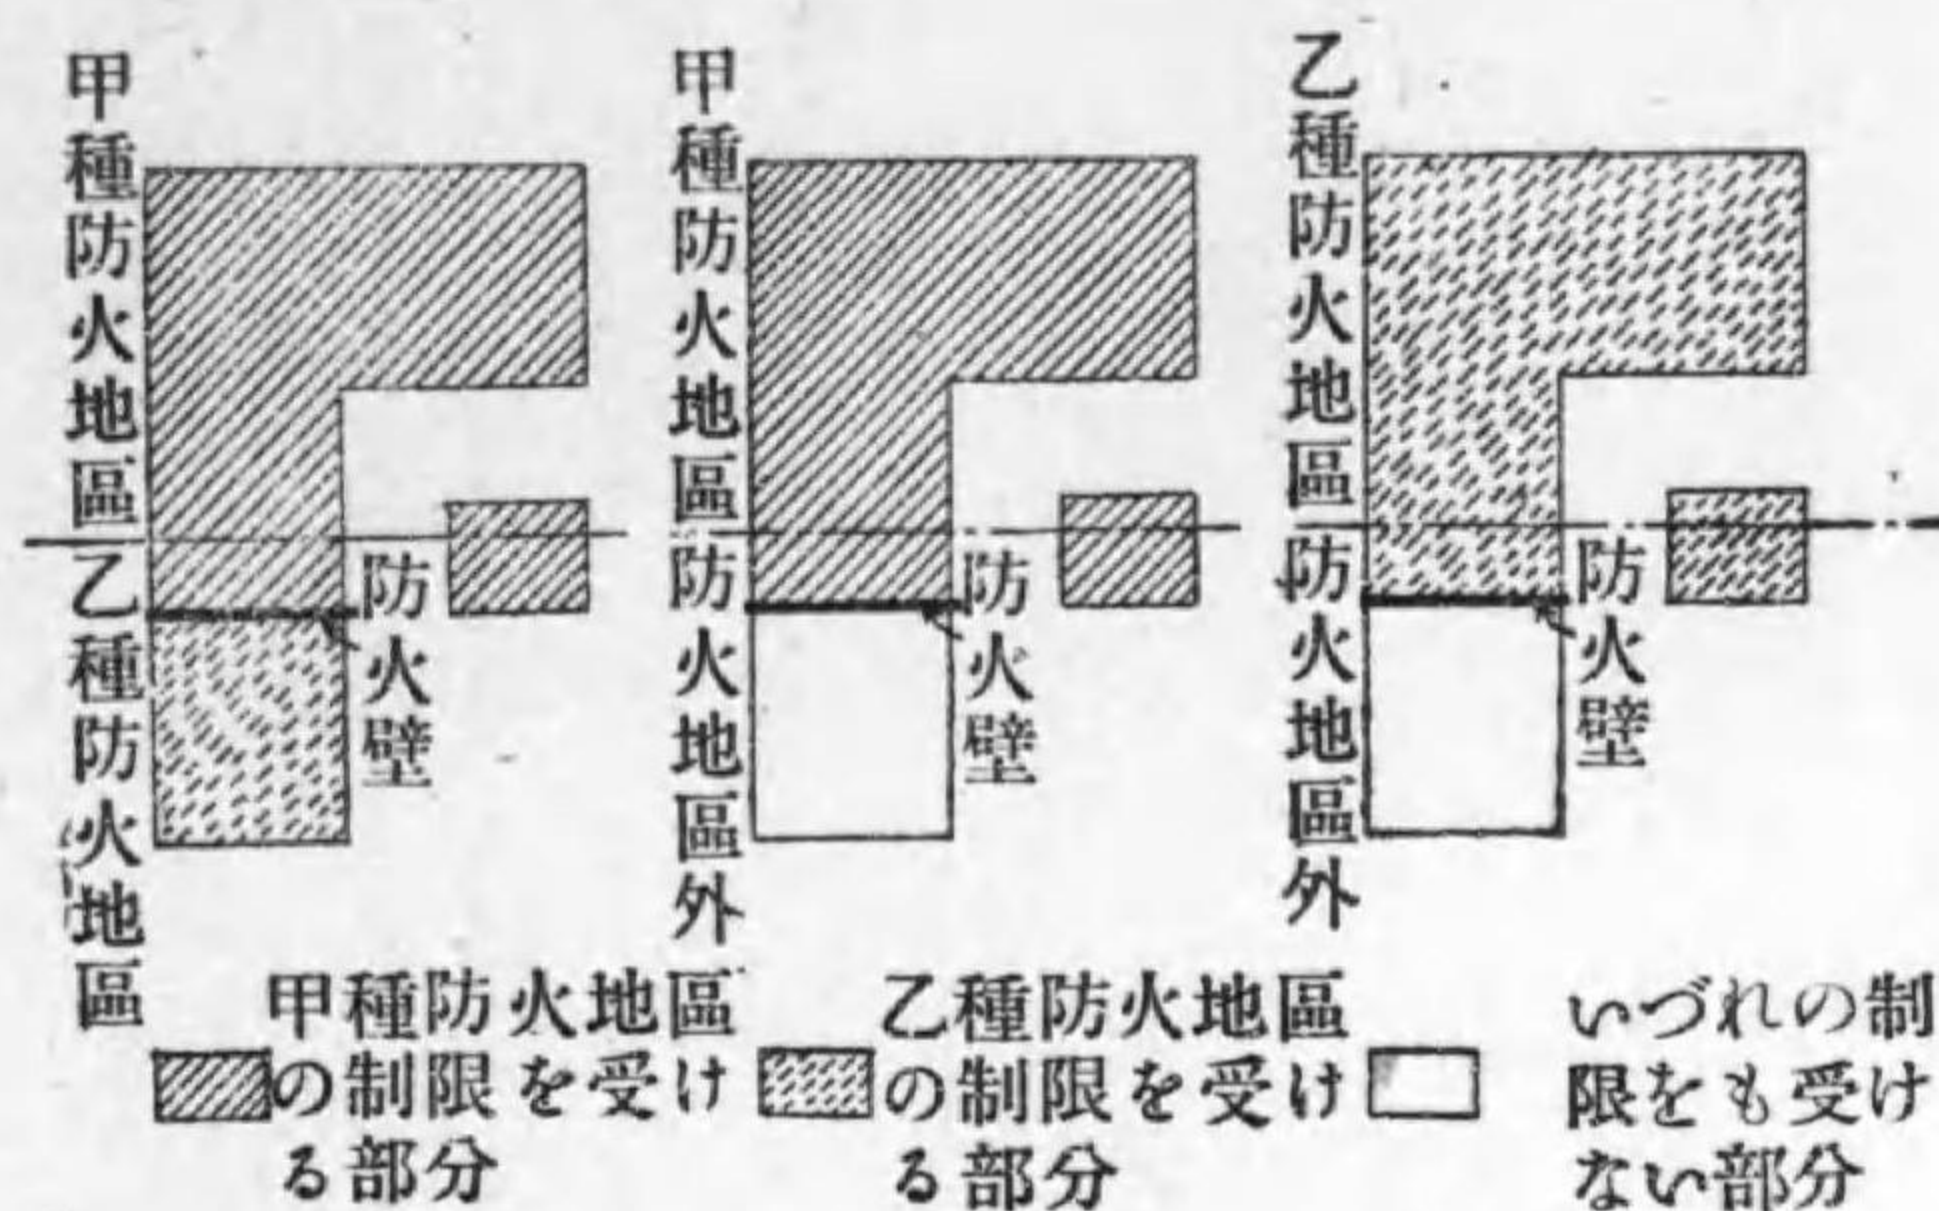 甲種防火地區
乙種防火地區
防火壁
甲種防火地區
防火地區外
防火壁
乙種防火地區
防火地區外
防火壁
甲種防火地區
の制限を受け
る部分
乙種防火地區
の制限を受け
る部分
いづれの制
限をも受け
ない部分